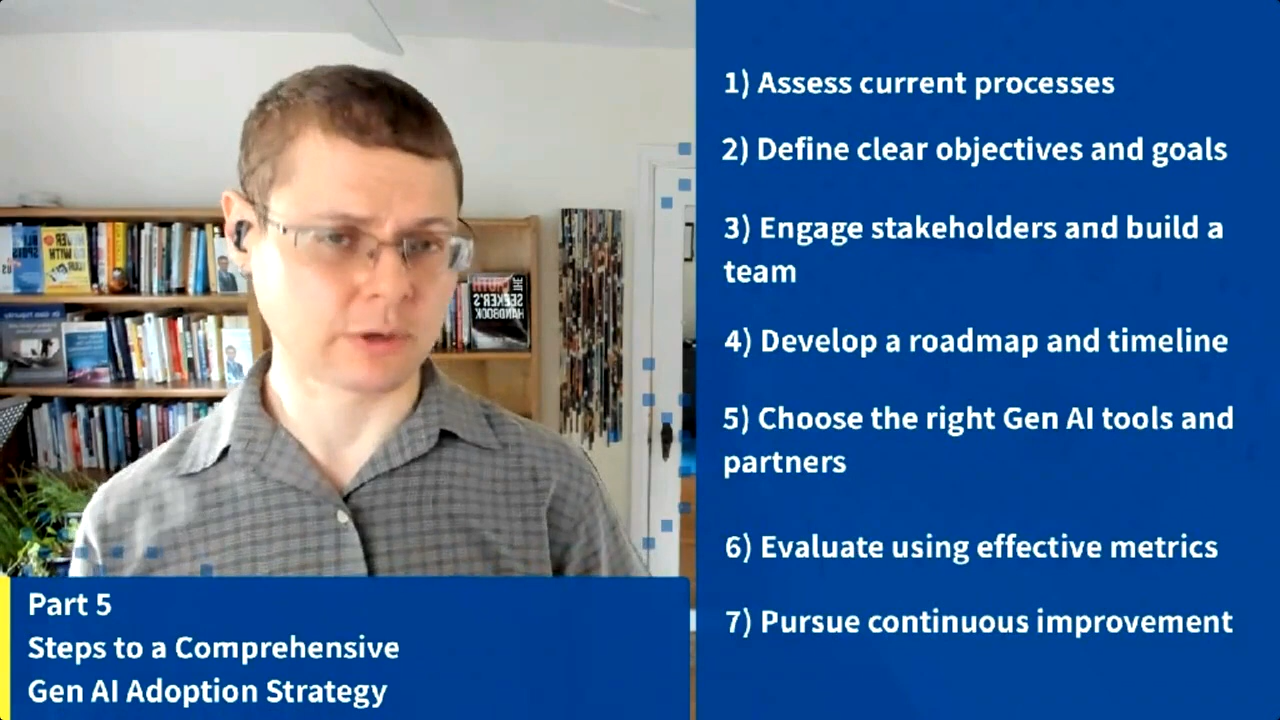 1) Assess current processes
2) Define clear objectives and goals
3) Engage stakeholders and build a
team
4) Develop a roadmap and timeline
5) Choose the right Gen AI tools and
partners
6) Evaluate using effective metrics
7) Pursue continuous improvement
THE
TRUTH
SEEKER'S
HANDBOOK
Part 5
Steps to a Comprehensive
Gen AI Adoption Strategy